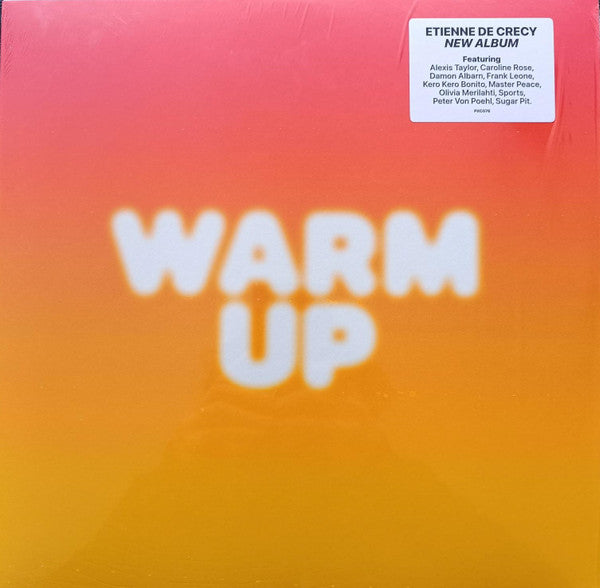 ETIENNE DE CRECY
NEW ALBUM
Featuring
Alexis Taylor, Caroline Rose,
Damon Albarn, Frank Leone,
Kero Kero Bonito, Master Peace,
Olivia Merilahti, Sports,
Peter Von Poehl, Sugar Pit.
WARM
UP